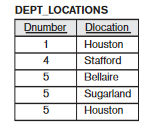 DEPT_LOCATIONS
Dnumber Dlocation
1 Houston
4 Stafford
5 Bellaire
5 Sugarland
5 Houston